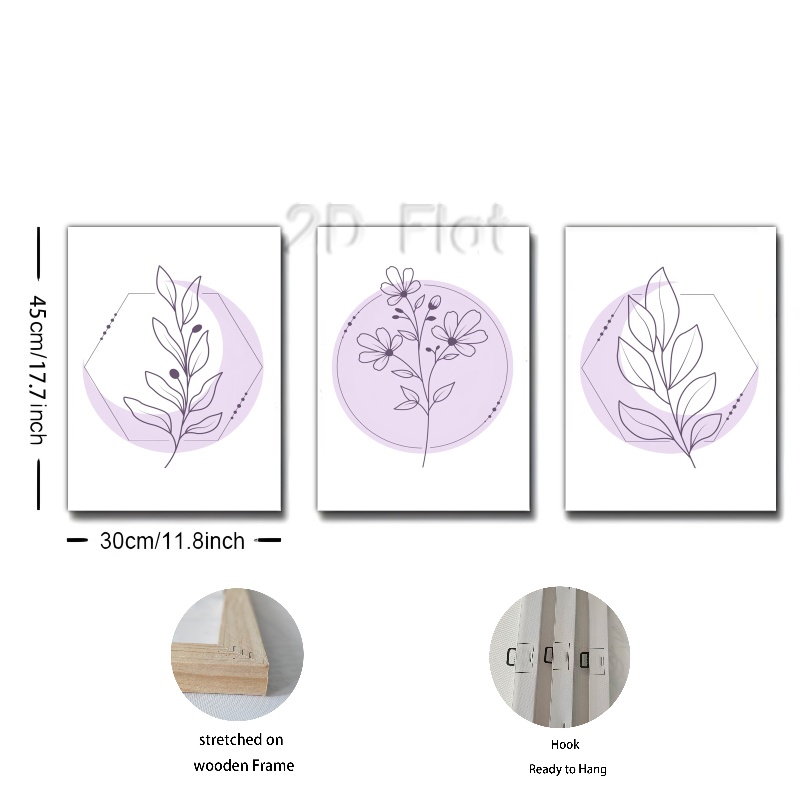 2D Flat
45cm/17.7inch
30cm/11.8inch
stretched on
wooden Frame
Hook
Ready to Hang